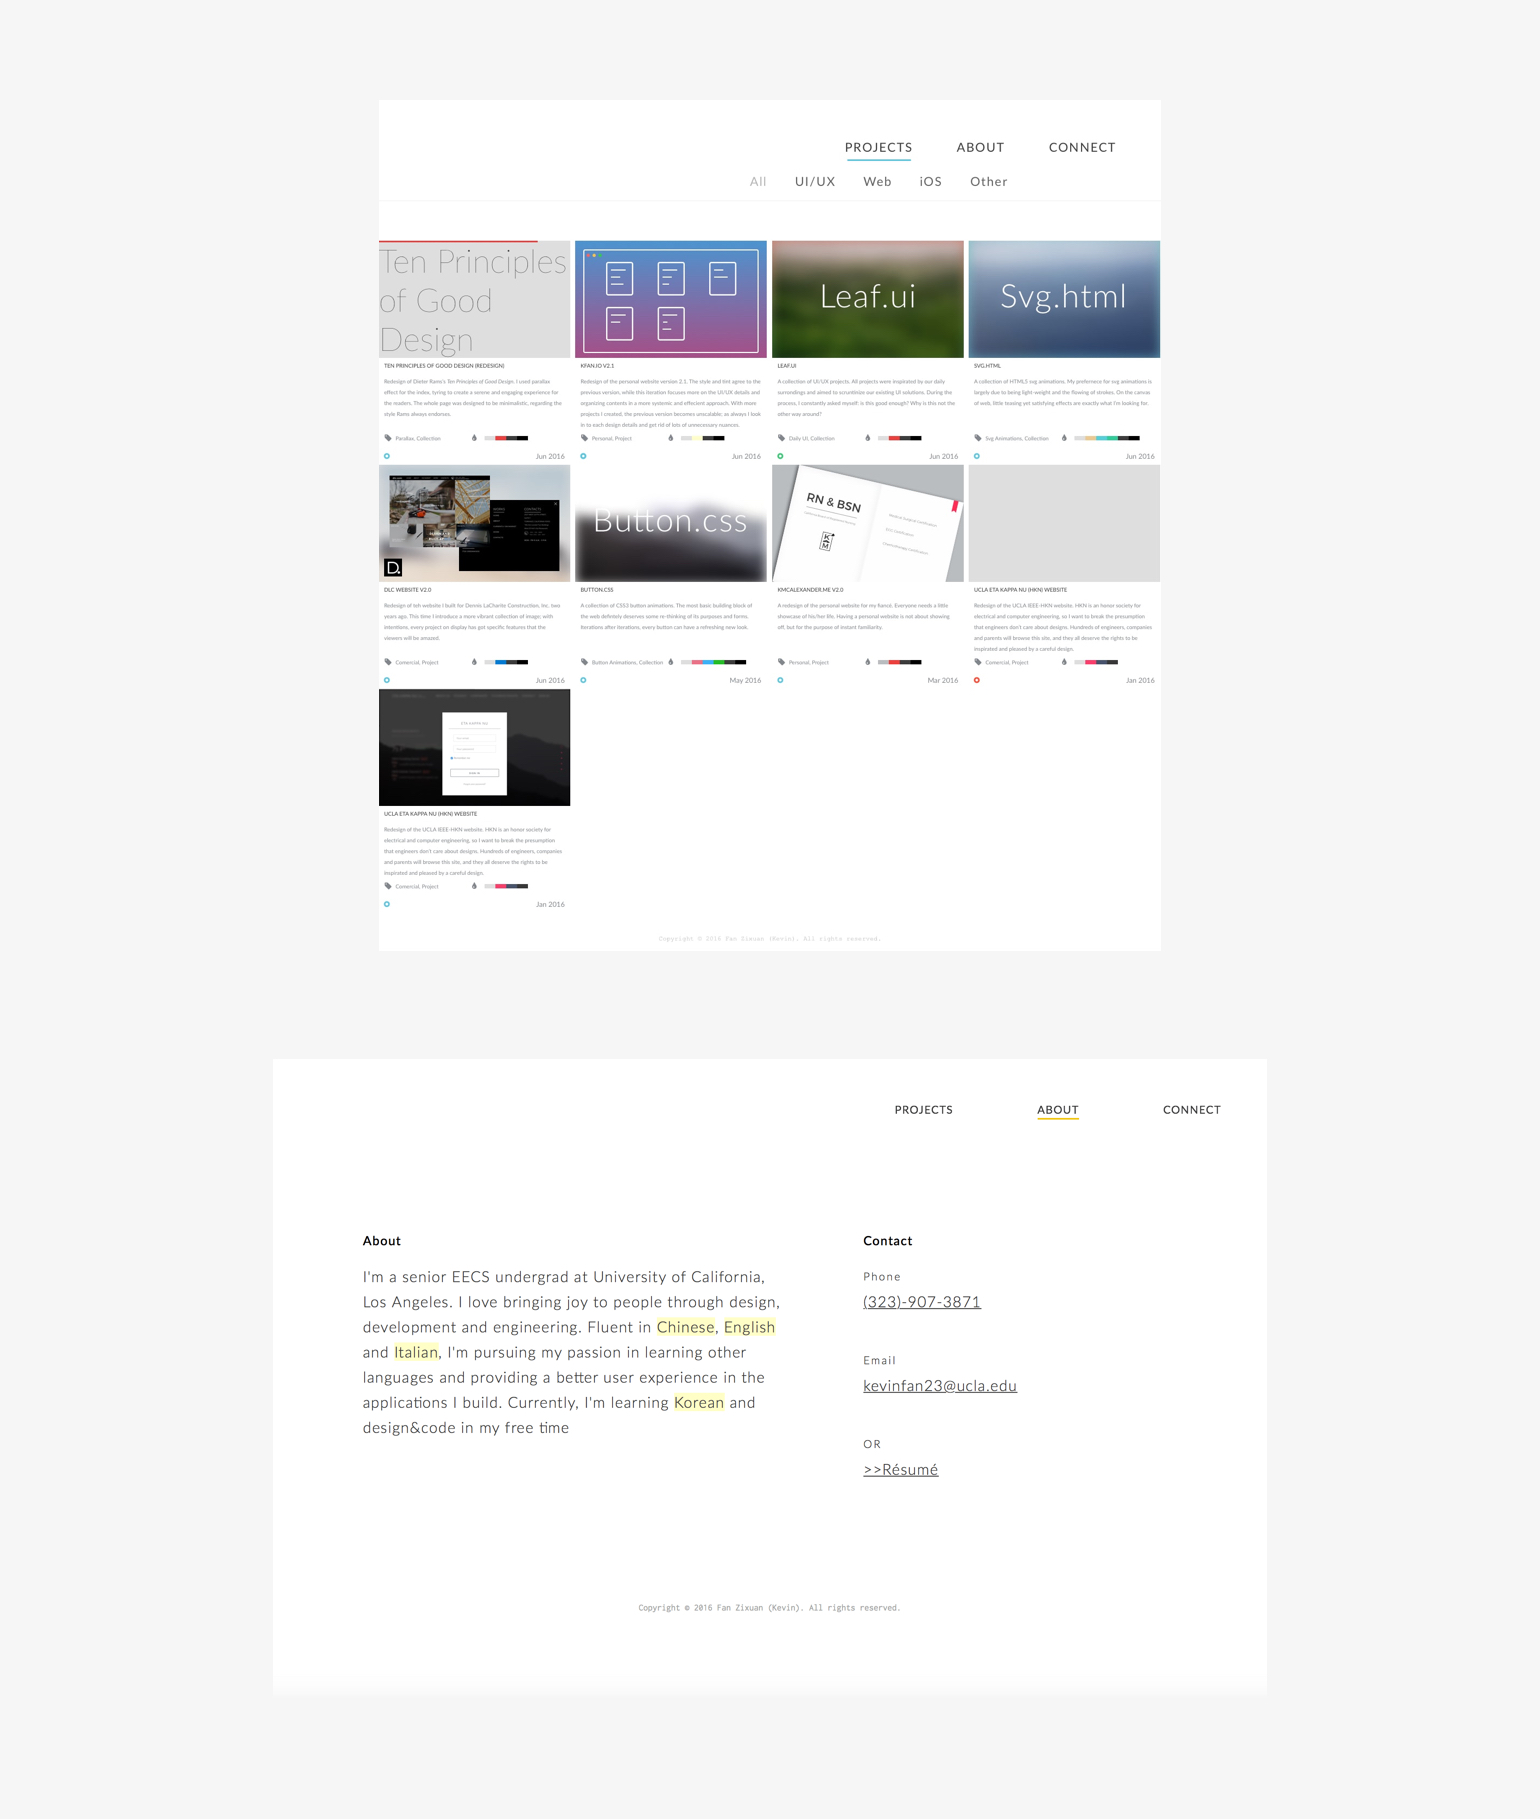 PROJECTS ABOUT CONNECT
All UI/UX Web iOS Other
Ten Principles
of Good
Design
Leaf.ui
Svg.html
TEN PRINCIPLES OF GOOD DESIGN (REDESIGN)
Redesign of Dieter Rams's Ten Principles of Good Design. I used parallax
effect for the index, tyring to create a serene and engaging experience for
the readers. The whole page was designed to be minimalistic, regarding the
style Rams always endorses.
Parallax, Collection
Jun 2016
KFAN.IO V2.1
Redesign of the personal website version 2.1. The style and tint agree to the
previous version, while this iteration focuses more on the UI/UX details and
organizing contents in a more systemic and effecient approach. With more
projects I created, the previous version becomes unscalable: as always I look
in to each design details and get rid of lots of unnecessary nuances.
Personal, Project
Jun 2016
LEAF.UI
A collection of UI/UX projects. All projects were inspirated by our daily
surrondings and aimed to scruntinize our existing UI solutions. During the
process, I constantly asked myself: is this good enough? Why is this not the
other way around?
Daily UI, Collection
Jun 2016
SVG.HTML
A collection of HTML5 svg animations. My preference for svg animations is
largely due to being light-weight and the flowing of strokes. On the canvas
of web, little teasing yet satisfying effects are exactly what I'm looking for.
Svg Animations, Collection
Jun 2016
D.
Button.css
RN & BSN
DLC WEBSITE V2.0
Redesign of teh website I built for Dennis LaCharite Construction, Inc. two
years ago. This time I introduce a more vibrant collection of image; with
intentions, every project on display has got specific features that the
viewers will be amazed.
Comercial, Project
Jun 2016
BUTTON.CSS
A collection of CSS3 button animations. The most basic building block of
the web definitely deserves some re-thinking of its purposes and forms.
Iterations after iterations, every button can have a refreshing new look.
Button Animations, Collection
May 2016
KMCALEXANDER.ME V2.0
A redesign of the personal website for my fiance. Everyone needs a little
showcase of his/her life. Having a personal website is not about showing
off, but for the purpose of instant familiarity.
Personal, Project
Mar 2016
UCLA ETA KAPPA NU (HKN) WEBSITE
Redesign of the UCLA IEEE-HKN website. HKN is an honor society for
electrical and computer engineering, so I want to break the presumption
that engineers don't care about designs. Hundreds of engineers, companies
and parents will browse this site, and they all deserve the rights to be
inspirated and pleased by a careful design.
Comercial, Project
Jan 2016
ETA KAPPA NU
UCLA ETA KAPPA NU (HKN) WEBSITE
Redesign of the UCLA IEEE-HKN website. HKN is an honor society for
electrical and computer engineering, so I want to break the presumption
that engineers don't care about designs. Hundreds of engineers, companies
and parents will browse this site, and they all deserve the rights to be
inspirated and pleased by a careful design.
Comercial, Project
Jan 2016
Copyright © 2016 Fan Zixuan (Kevin). All rights reserved.
PROJECTS ABOUT CONNECT
About
I'm a senior EECS undergrad at University of California,
Los Angeles. I love bringing joy to people through design,
development and engineering. Fluent in Chinese, English
and Italian, I'm pursuing my passion in learning other
languages and providing a better user experience in the
applications I build. Currently, I'm learning Korean and
design&code in my free time
Contact
Phone
(323)-907-3871
Email
kevinfan23@ucla.edu
OR
>>Résumé
Copyright © 2016 Fan Zixuan (Kevin). All rights reserved.